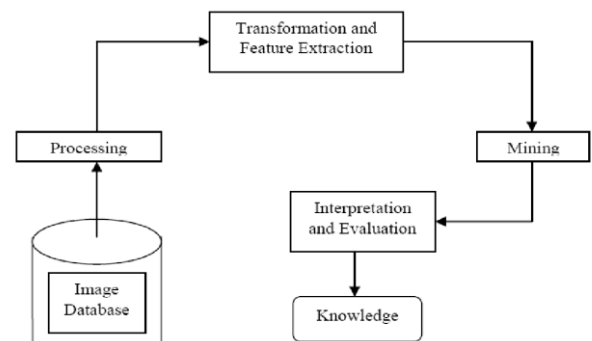 Transformation and
Feature Extraction
Processing
Mining
Interpretation
and Evaluation
Image
Database
Knowledge